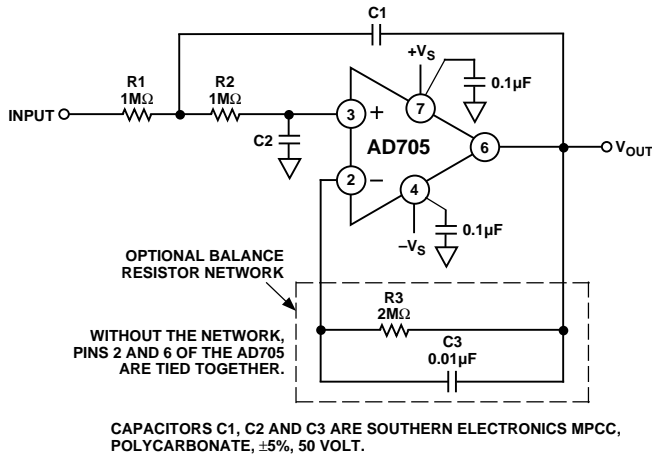 C1
+VS
R1
1MΩ
R2
1MΩ
0.1µF
INPUT
3
+
7
C2
AD705
6
VOUT
2
−
4
0.1µF
−VS
OPTIONAL BALANCE
RESISTOR NETWORK
R3
2MΩ
WITHOUT THE NETWORK,
PINS 2 AND 6 OF THE AD705
ARE TIED TOGETHER.
C3
0.01µF
CAPACITORS C1, C2 AND C3 ARE SOUTHERN ELECTRONICS MPCC,
POLYCARBONATE, ±5%, 50 VOLT.